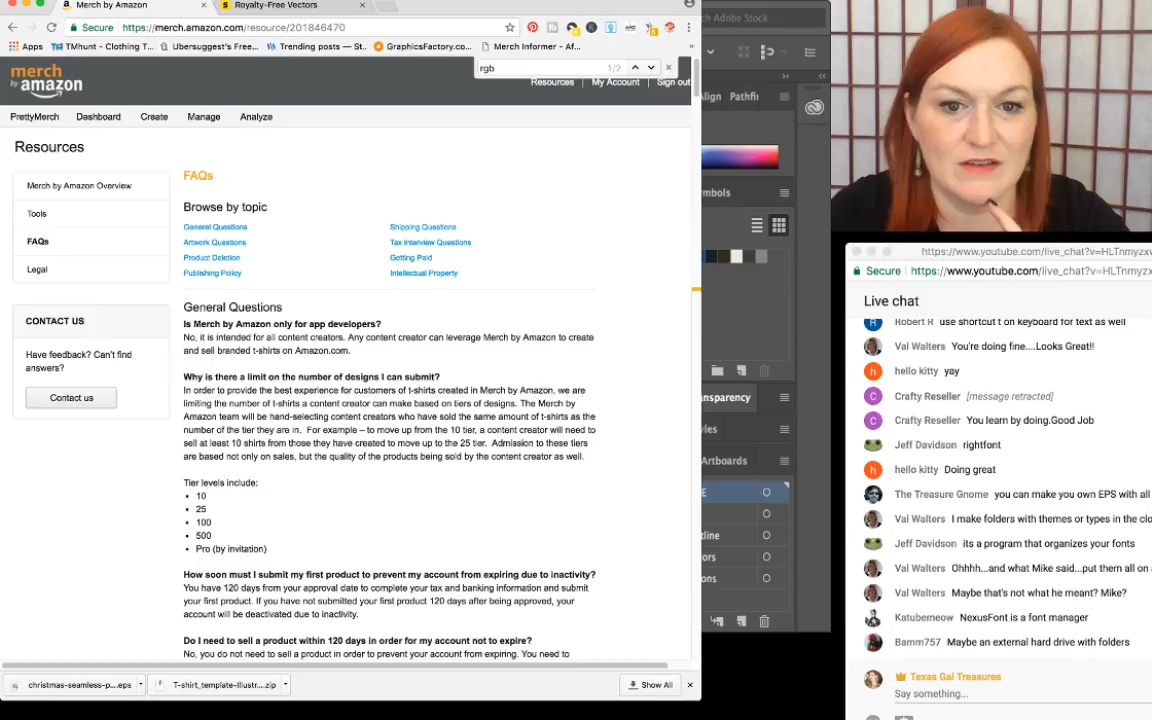 Merch by Amazon
Royalty-Free Vectors
Secure https://merch.amazon.com/resource/201846470
Apps TMhunt - Clothing T... Ubersuggest's Free... Trending posts — St.. GraphicsFactory.co... Merch Informer - Af...
rgb 1/2
merch
by amazon
Resources My Account Sign out
PrettyMerch Dashboard Create Manage Analyze
Resources
Merch by Amazon Overview
Tools
FAQs
Legal
CONTACT US
Have feedback? Can't find
answers?
Contact us
FAQs
Browse by topic
General Questions Shipping Questions
Artwork Questions Tax Interview Questions
Product Deletion Getting Paid
Publishing Policy Intellectual Property
General Questions
Is Merch by Amazon only for app developers?
No, it is intended for all content creators. Any content creator can leverage Merch by Amazon to create
and sell branded t-shirts on Amazon.com.
Why is there a limit on the number of designs I can submit?
In order to provide the best experience for customers of t-shirts created in Merch by Amazon, we are
limiting the number of t-shirts a content creator can make based on tiers of designs. The Merch by
Amazon team will be hand-selecting content creators who have sold the same amount of t-shirts as the
number of the tier they are in. For example – to move up from the 10 tier, a content creator will need to
sell at least 10 shirts from those they have created to move up to the 25 tier. Admission to these tiers
are based not only on sales, but the quality of the products being sold by the content creator as well.
Tier levels include:
• 10
• 25
• 100
• 500
• Pro (by invitation)
How soon must I submit my first product to prevent my account from expiring due to inactivity?
You have 120 days from your approval date to complete your tax and banking information and submit
your first product. If you have not submitted your first product 120 days after being approved, your
account will be deactivated due to inactivity.
Do I need to sell a product within 120 days in order for my account not to expire?
No, you do not need to sell a product in order to prevent your account from expiring. You need to
christmas-seamless-p....eps T-shirt_template-Illustr....zip Show All
ch Adobe Stock
lign Pathfi
mbols
nsparency
les
Artboards
E
tline
ors
ons
https://www.youtube.com/live_chat?v=HLTnmyzx
Secure https://www.youtube.com/live_chat?v=HLTnmyzx
Live chat
Robert R use shortcut t on keyboard for text as well
Val Walters You're doing fine....Looks Great!!
hello kitty yay
Crafty Reseller [message retracted]
Crafty Reseller You learn by doing.Good Job
Jeff Davidson rightfont
hello kitty Doing great
The Treasure Gnome you can make you own EPS with all
Val Walters I make folders with themes or types in the clo
Jeff Davidson its a program that organizes your fonts
Val Walters Ohhhh....and what Mike said...put them all on
Val Walters Maybe that's not what he meant? Mike?
Katubemeow NexusFont is a font manager
Bamm757 Maybe an external hard drive with folders
Texas Gal Treasures
Say something...